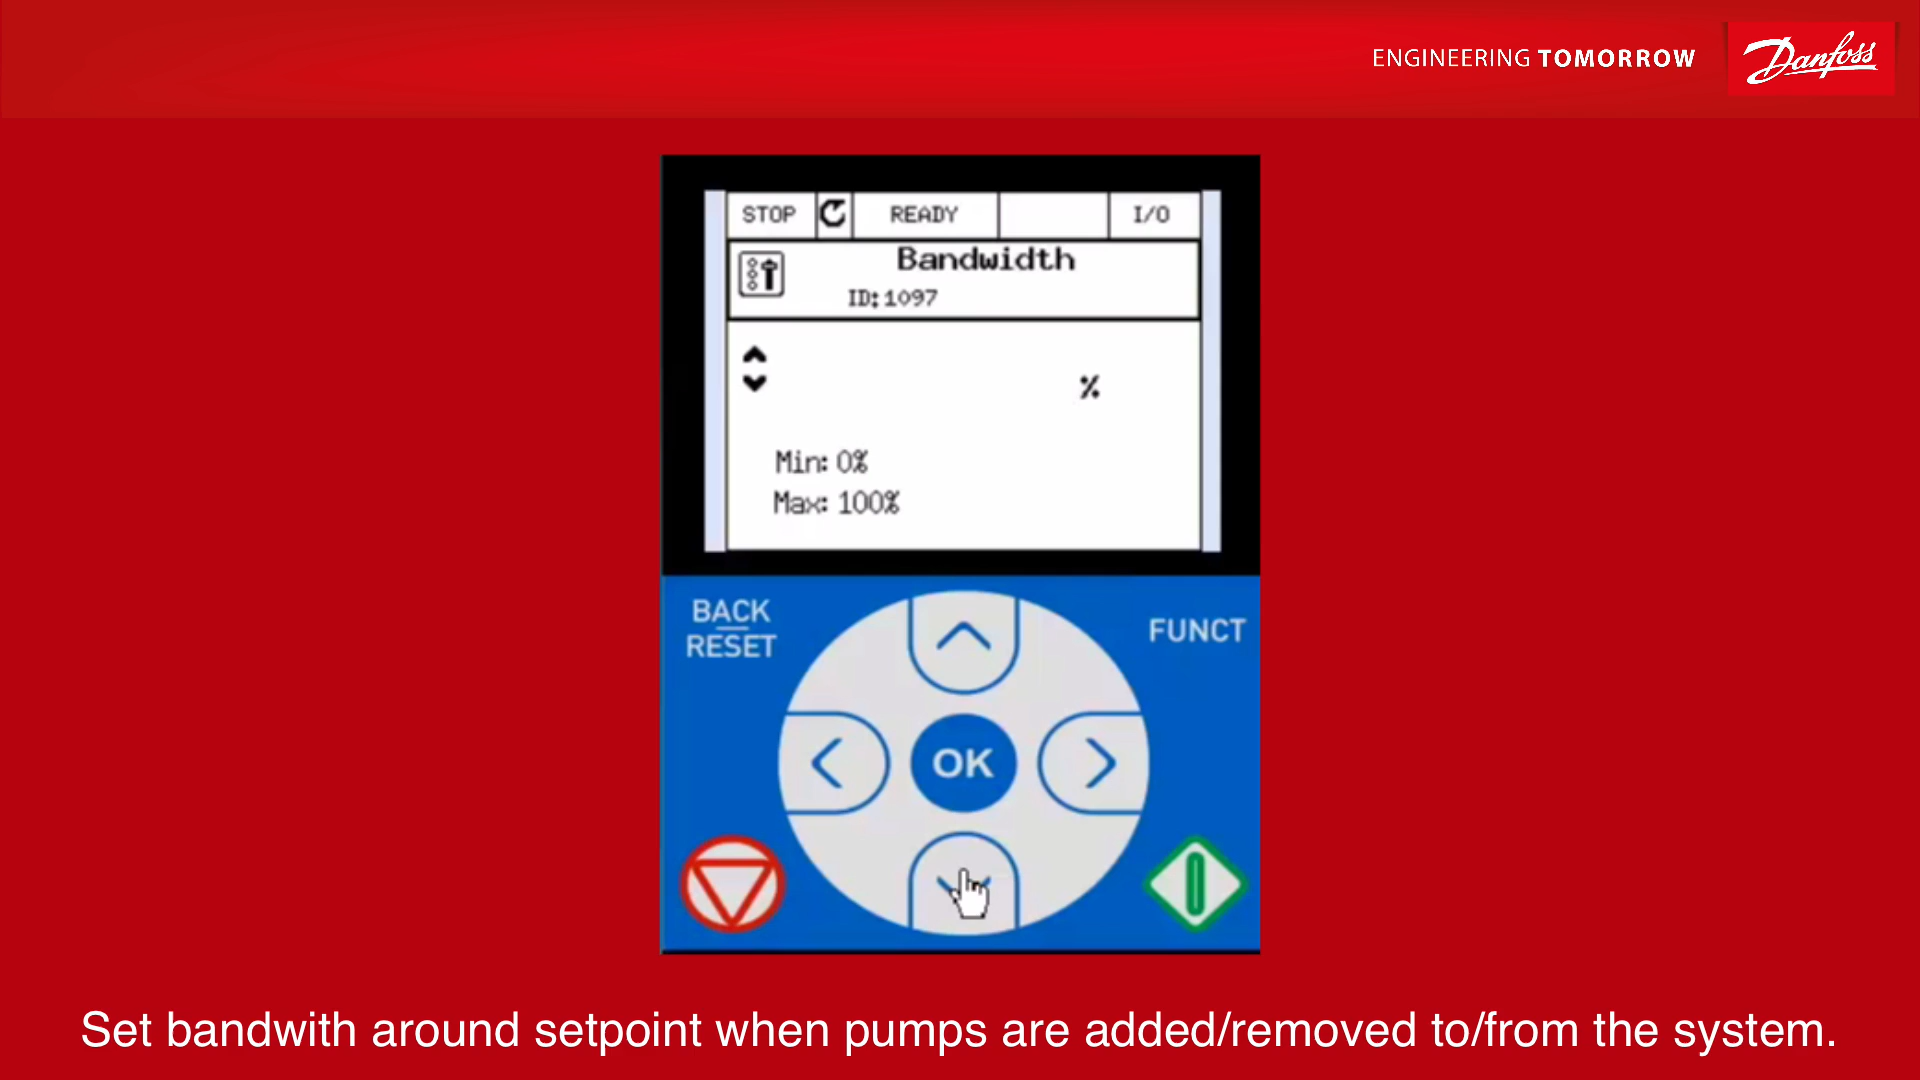 ENGINEERING TOMORROW
Danfoss
STOP READY I/O
Bandwidth
ID:1097
%
Min: 0%
Max: 100%
BACK
RESET
FUNCT
OK
Set bandwith around setpoint when pumps are added/removed to/from the system.